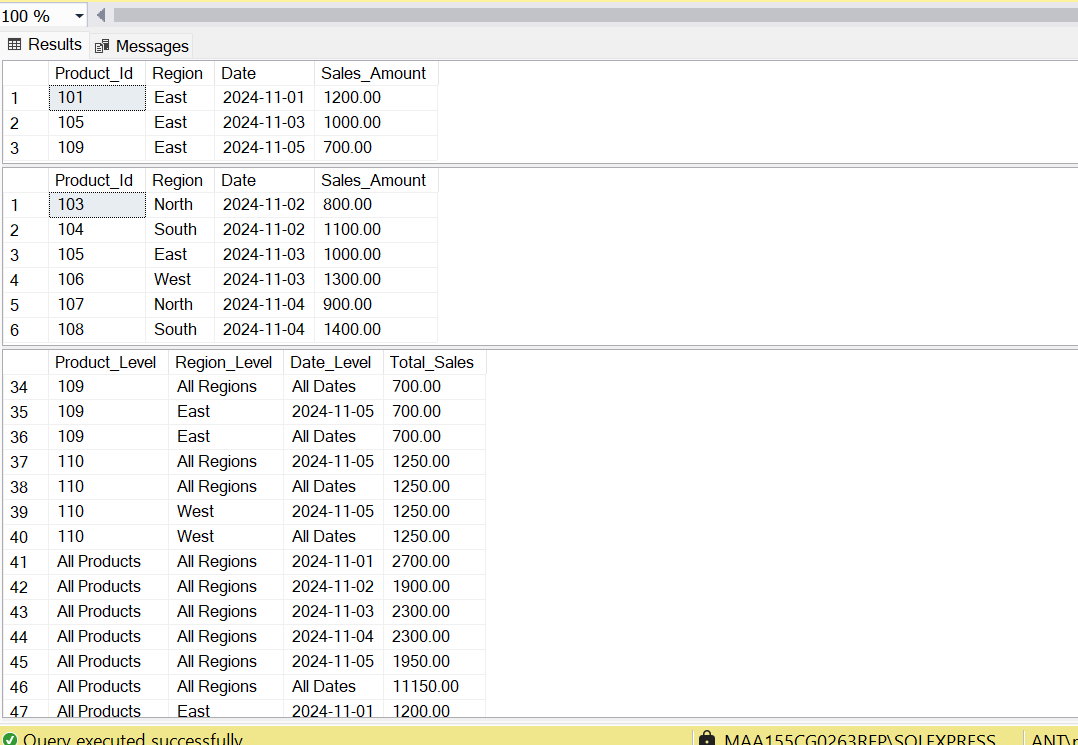 100 %
Results Messages
Product_Id Region Date Sales_Amount
1 101 East 2024-11-01 1200.00
2 105 East 2024-11-03 1000.00
3 109 East 2024-11-05 700.00
Product_Id Region Date Sales_Amount
1 103 North 2024-11-02 800.00
2 104 South 2024-11-02 1100.00
3 105 East 2024-11-03 1000.00
4 106 West 2024-11-03 1300.00
5 107 North 2024-11-04 900.00
6 108 South 2024-11-04 1400.00
Product_Level Region_Level Date_Level Total_Sales
34 109 All Regions All Dates 700.00
35 109 East 2024-11-05 700.00
36 109 East All Dates 700.00
37 110 All Regions 2024-11-05 1250.00
38 110 All Regions All Dates 1250.00
39 110 West 2024-11-05 1250.00
40 110 West All Dates 1250.00
41 All Products All Regions 2024-11-01 2700.00
42 All Products All Regions 2024-11-02 1900.00
43 All Products All Regions 2024-11-03 2300.00
44 All Products All Regions 2024-11-04 2300.00
45 All Products All Regions 2024-11-05 1950.00
46 All Products All Regions All Dates 11150.00
47 All Products East 2024-11-01 1200.00
Query executed successfully MAA155CG0263REP\SQLEXPRESS